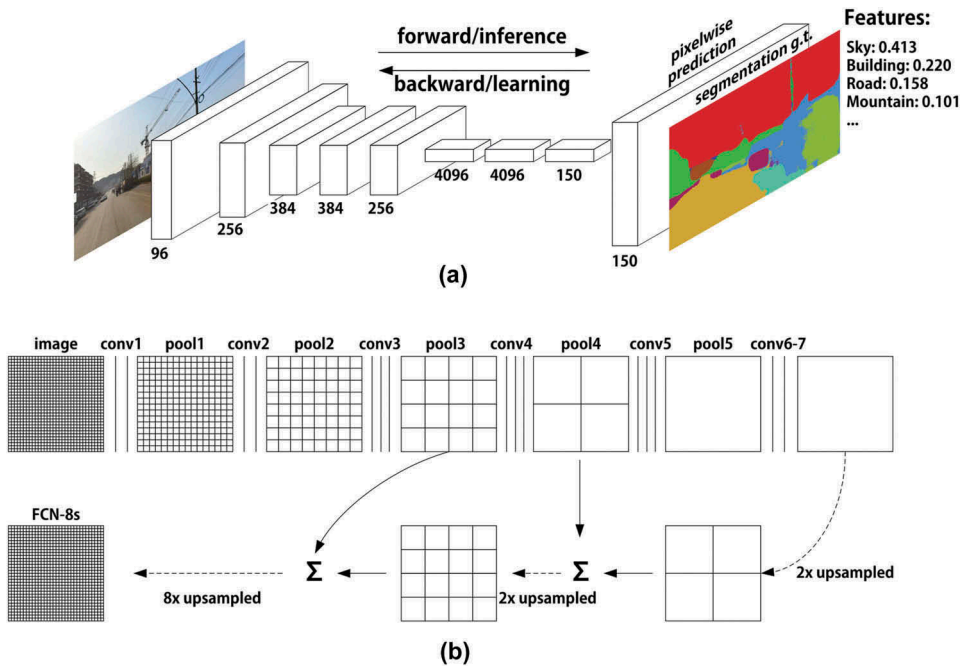 forward/inference
backward/learning
pixelwise
prediction
segmentation g.t.
Features:
Sky: 0.413
Building: 0.220
Road: 0.158
Mountain: 0.101
...
96
256
384
384
256
4096
4096
150
150
(a)
image conv1 pool1 conv2 pool2 conv3 pool3 conv4 pool4 conv5 pool5 conv6-7
FCN-8s
8x upsampled
Σ
2x upsampled
Σ
2x upsampled
(b)